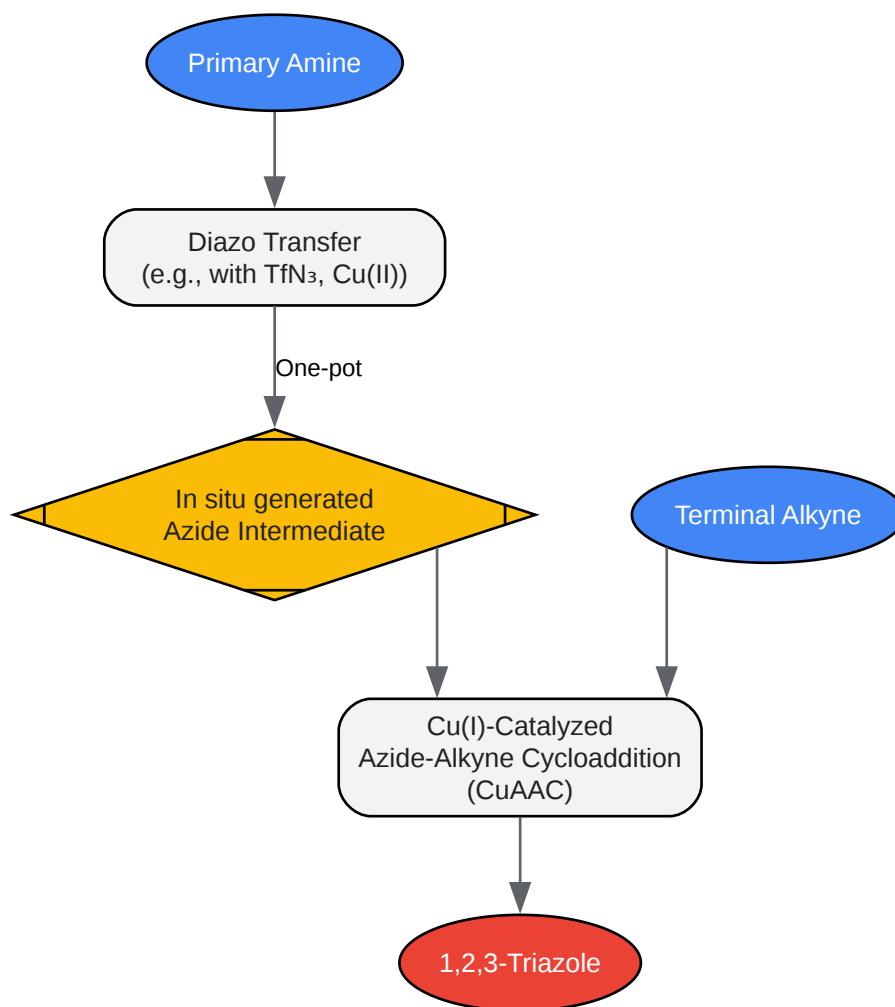 Primary Amine
Diazo Transfer
(e.g., with TfN₃, Cu(II))
One-pot
In situ generated
Azide Intermediate
Terminal Alkyne
Cu(I)-Catalyzed
Azide-Alkyne Cycloaddition
(CuAAC)
1,2,3-Triazole